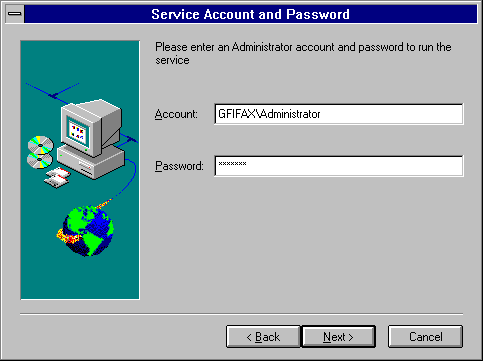 Service Account and Password
Please enter an Administrator account and password to run the
service
Account: GFIFAX\Administrator
Password: *******
< Back Next > Cancel